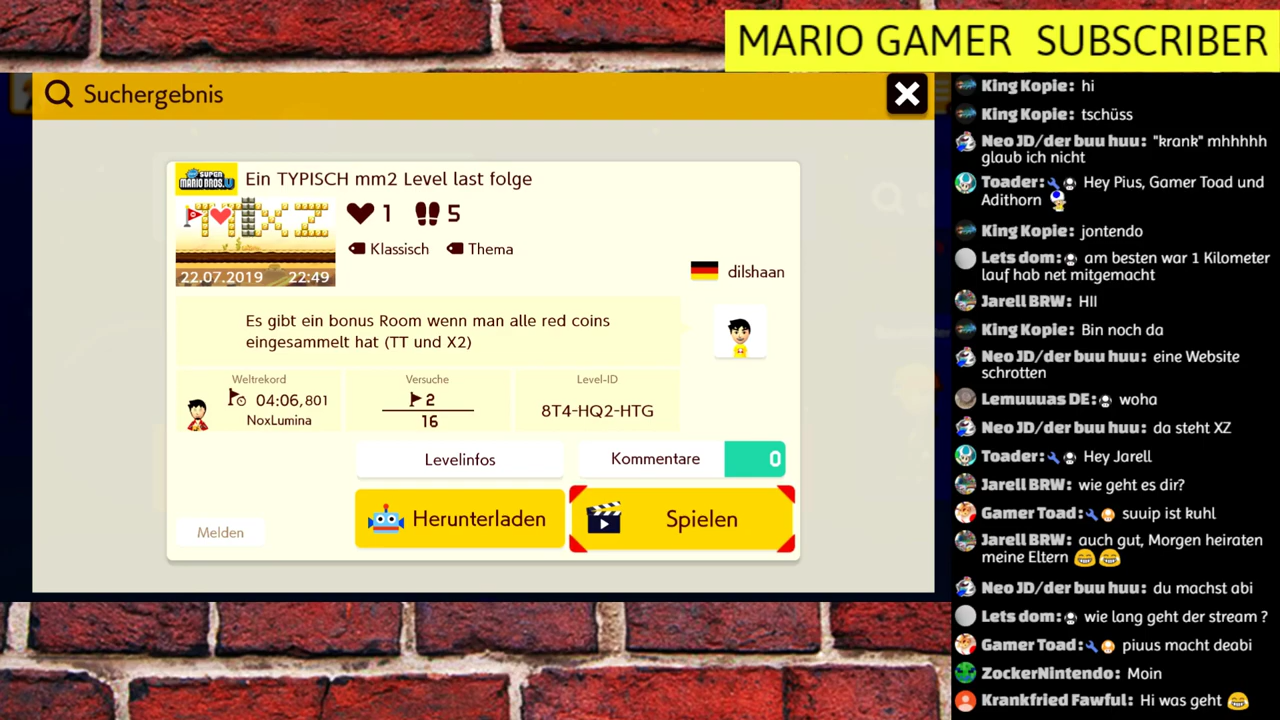 MARIO GAMER SUBSCRIBER
Suchergebnis
SUPER
MARIO BROS. U
Ein TYPISCH mm2 Level last folge
1
5
Klassisch
Thema
22.07.2019 22:49
dilshaan
Es gibt ein bonus Room wenn man alle red coins
eingesammelt hat (TT und X2)
Weltrekord
04:06,801
NoxLumina
Versuche
2
16
Level-ID
8T4-HQ2-HTG
Levelinfos
Kommentare
0
Melden
Herunterladen
Spielen
King Kopie: hi
King Kopie: tschüss
Neo JD/der buu huu: "krank" mhhhhh
glaub ich nicht
Toader: Hey Pius, Gamer Toad und
Adithorn
King Kopie: jontendo
Lets dom: am besten war 1 Kilometer
lauf hab net mitgemacht
Jarell BRW: HII
King Kopie: Bin noch da
Neo JD/der buu huu: eine Website
schrotten
Lemuuuas DE: woha
Neo JD/der buu huu: da steht XZ
Toader: Hey Jarell
Jarell BRW: wie geht es dir?
Gamer Toad: suuip ist kuhl
Jarell BRW: auch gut, Morgen heiraten
meine Eltern 😂😂
Neo JD/der buu huu: du machst abi
Lets dom: wie lang geht der stream ?
Gamer Toad: piuus macht deabi
ZockerNintendo: Moin
Krankfried Fawful: Hi was geht 😂